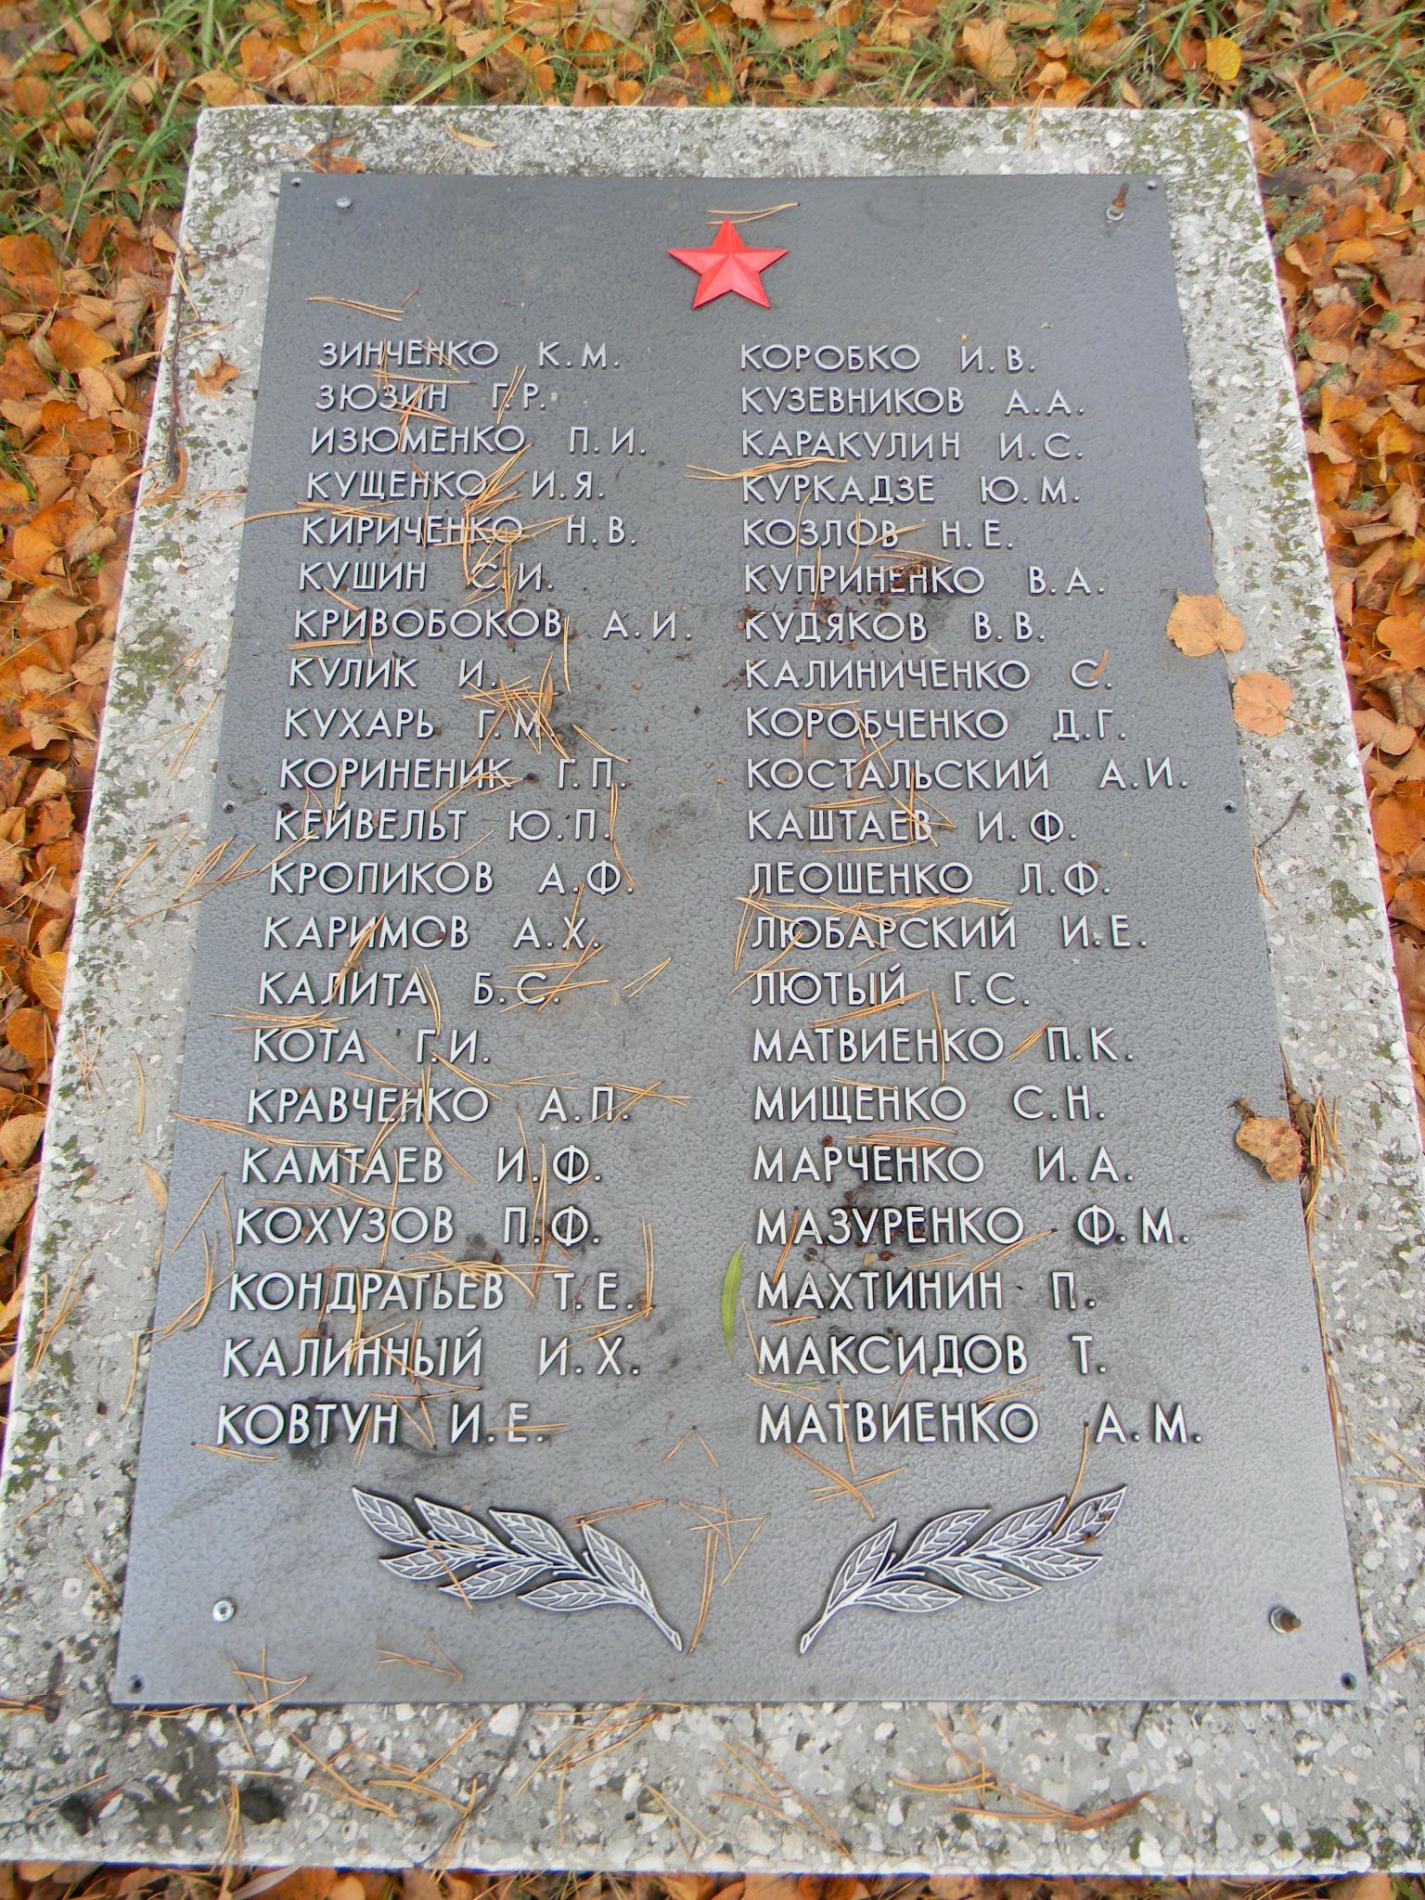 ЗИНЧЕНКО К.М.
ЗЮЗИН Г.Р.
ИЗЮМЕНКО П.И.
КУЩЕНКО И.Я.
КИРИЧЕНКО Н.В.
КУШИН С.И.
КРИВОБОКОВ А.И.
КУЛИК И.
КУХАРЬ Г.М.
КОРИНЕНИК Г.П.
КЕЙВЕЛЬТ Ю.П.
КРОПИКОВ А.Ф.
КАРИМОВ А.Х.
КАЛИТА Б.С.
КОТА Г.И.
КРАВЧЕНКО А.П.
КАМТАЕВ И.Ф.
КОХУЗОВ П.Ф.
КОНДРАТЬЕВ Т.Е.
КАЛИННЫЙ И.Х.
КОВТУН И.Е.
КОРОБКО И.В.
КУЗЕВНИКОВ А.А.
КАРАКУЛИН И.С.
КУРКАДЗЕ Ю.М.
КОЗЛОВ Н.Е.
КУПРИНЕНКО В.А.
КУДЯКОВ В.В.
КАЛИНИЧЕНКО С.
КОРОБЧЕНКО Д.Г.
КОСТАЛЬСКИЙ А.И.
КАШТАЕВ И.Ф.
ЛЕОШЕНКО Л.Ф.
ЛЮБАРСКИЙ И.Е.
ЛЮТЫЙ Г.С.
МАТВИЕНКО П.К.
МИЩЕНКО С.Н.
МАРЧЕНКО И.А.
МАЗУРЕНКО Ф.М.
МАХТИНИН П.
МАКСИДОВ Т.
МАТВИЕНКО А.М.